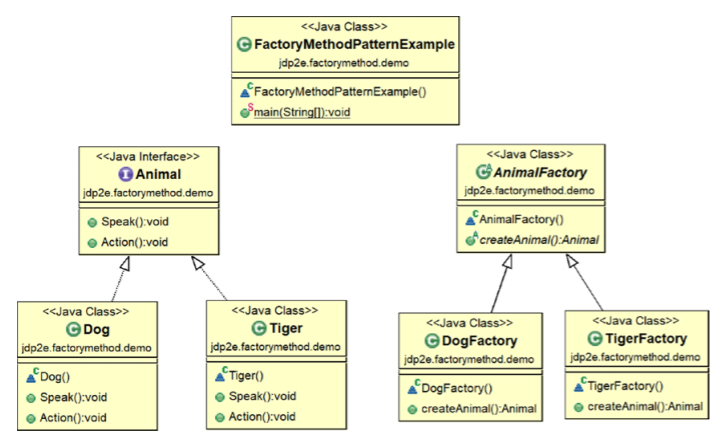 <<Java Class>>
FactoryMethodPatternExample
jdp2e.factorymethod.demo
FactoryMethodPatternExample()
main(String[]):void
<<Java Interface>>
Animal
jdp2e.factorymethod.demo
Speak():void
Action():void
<<Java Class>>
AnimalFactory
jdp2e.factorymethod.demo
AnimalFactory()
createAnimal():Animal
<<Java Class>>
Dog
jdp2e.factorymethod.demo
Dog()
Speak():void
Action():void
<<Java Class>>
Tiger
jdp2e.factorymethod.demo
Tiger()
Speak():void
Action():void
<<Java Class>>
DogFactory
jdp2e.factorymethod.demo
DogFactory()
createAnimal():Animal
<<Java Class>>
TigerFactory
jdp2e.factorymethod.demo
TigerFactory()
createAnimal():Animal